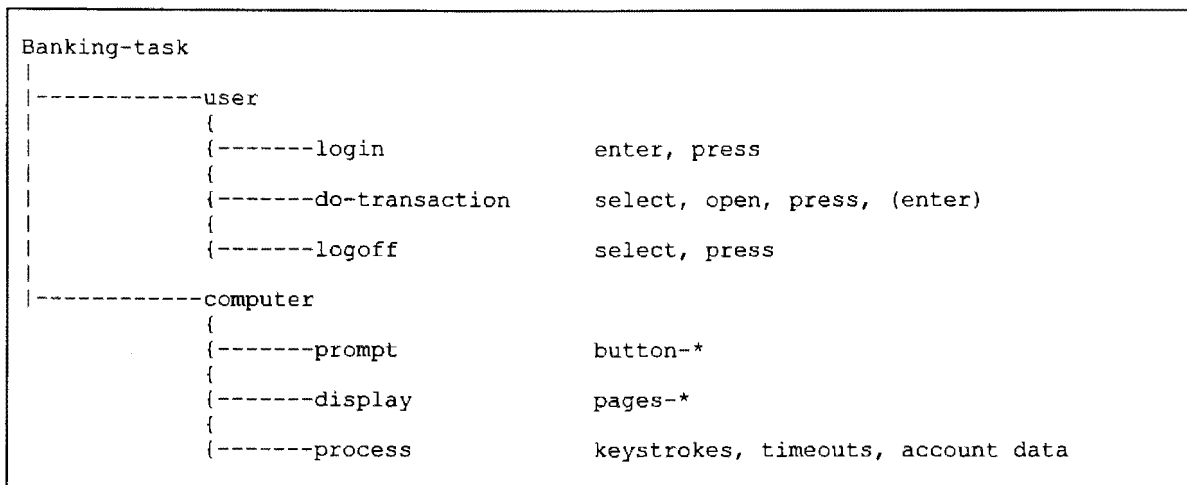 Banking-task
|
|------------user
| {
| {-------login enter, press
| {
| {-------do-transaction select, open, press, (enter)
| {
| {-------logoff select, press
|
|------------computer
{
{-------prompt button-*
{
{-------display pages-*
{
{-------process keystrokes, timeouts, account data